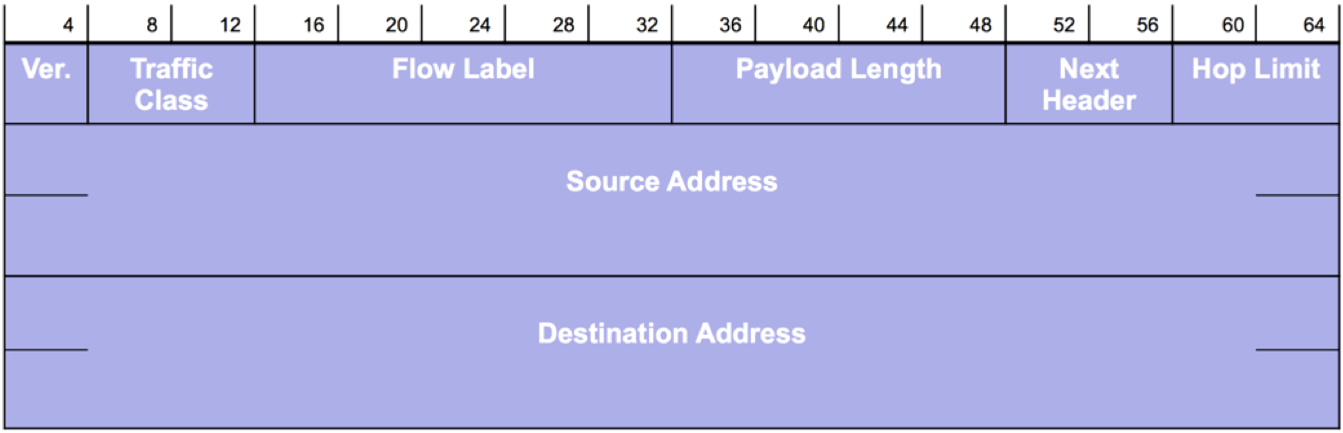 4 8 12 16 20 24 28 32 36 40 44 48 52 56 60 64
Ver. Traffic Flow Label Payload Length Next Hop Limit
Class Header
Source Address
Destination Address